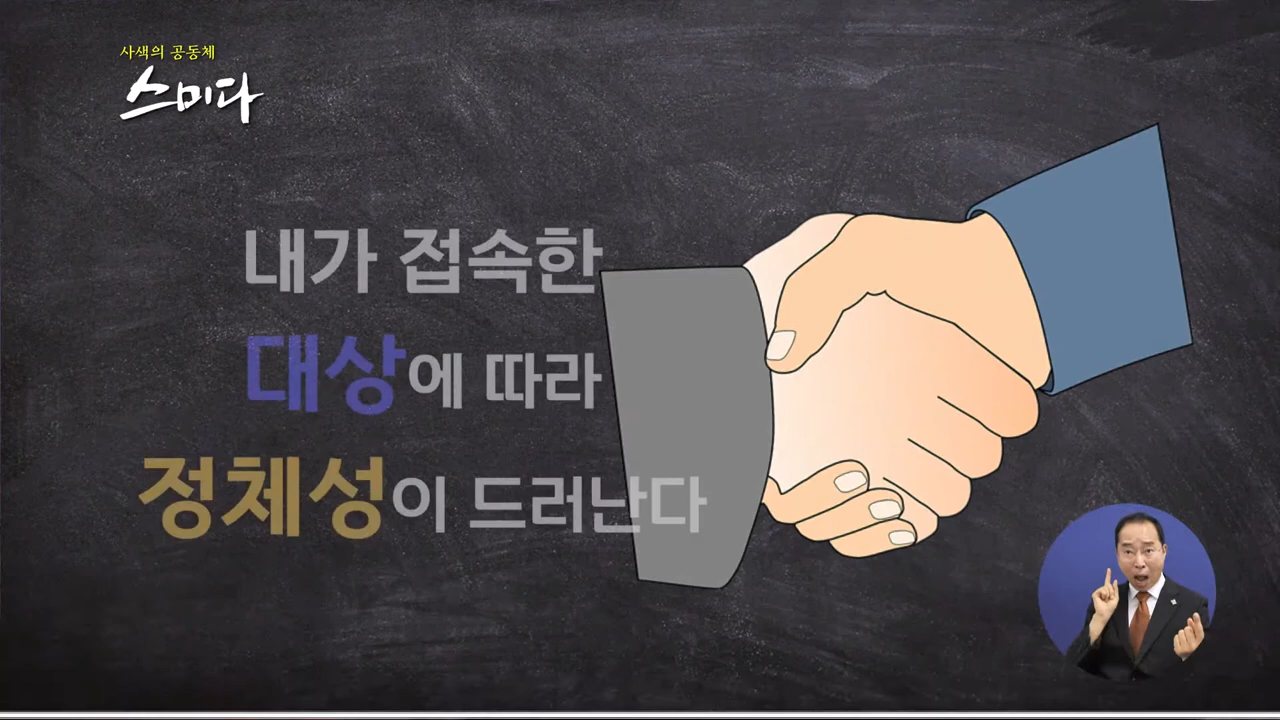 사색의 공동체
스미다
내가 접속한
대상에 따라
정체성이 드러난다